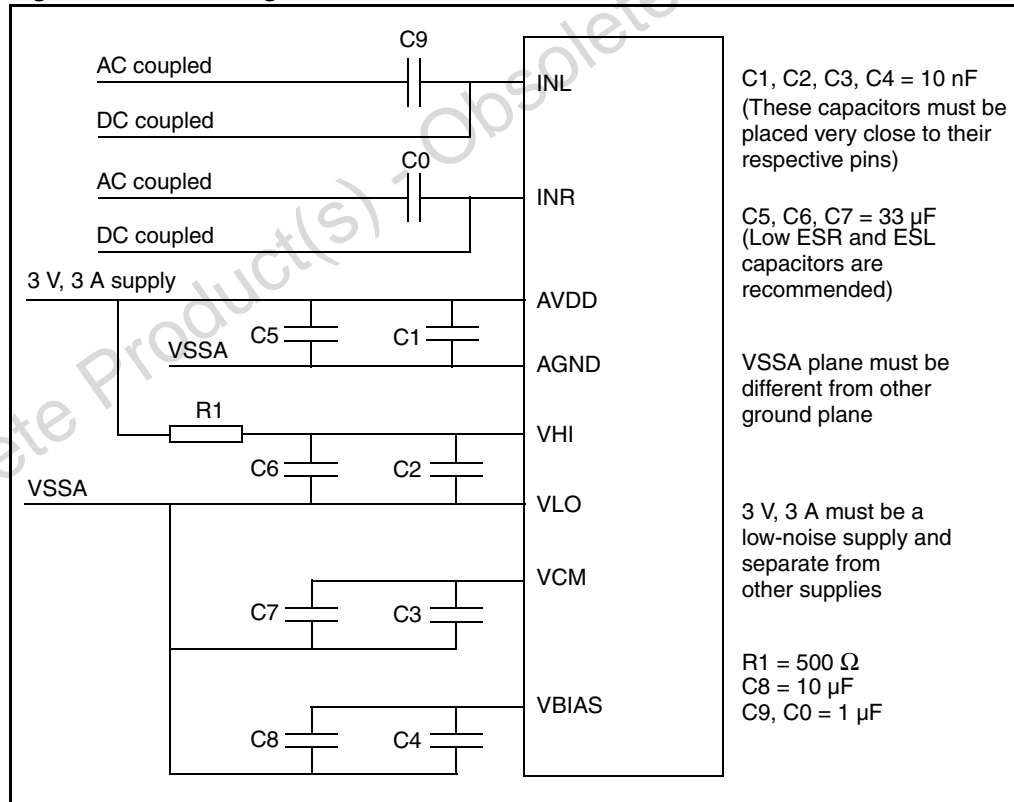 C9
AC coupled
INL
DC coupled
C0
AC coupled
INR
DC coupled
3 V, 3 A supply
AVDD
C5
C1
VSSA
AGND
R1
VHI
C6
C2
VSSA
VLO
VCM
C7
C3
VBIAS
C8
C4
C1, C2, C3, C4 = 10 nF
(These capacitors must be
placed very close to their
respective pins)
C5, C6, C7 = 33 µF
(Low ESR and ESL
capacitors are
recommended)
VSSA plane must be
different from other
ground plane
3 V, 3 A must be a
low-noise supply and
separate from
other supplies
R1 = 500 Ω
C8 = 10 µF
C9, C0 = 1 µF
ete Product(s) - Obsolete